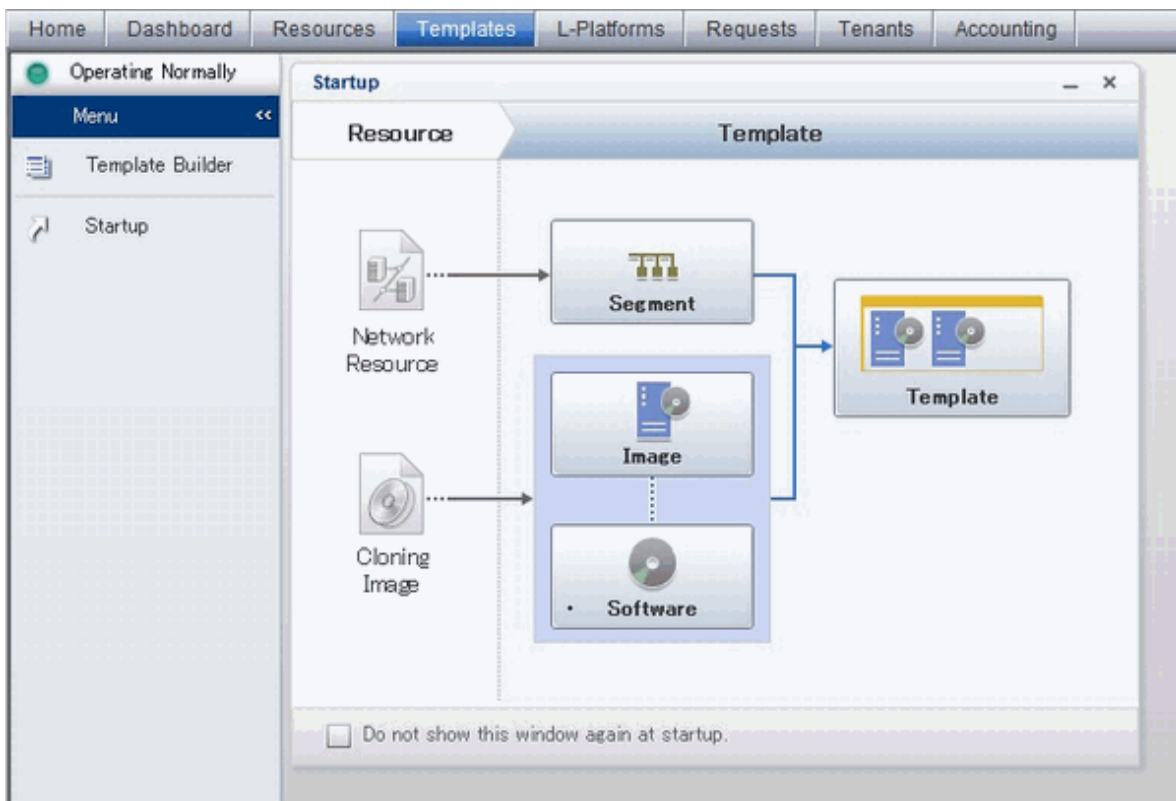 Home Dashboard Resources Templates L-Platforms Requests Tenants Accounting
Operating Normally
Menu <<
Template Builder
Startup
Startup
Resource Template
Segment
Network
Resource
Template
Image
Cloning
Image
Software
Do not show this window again at startup.